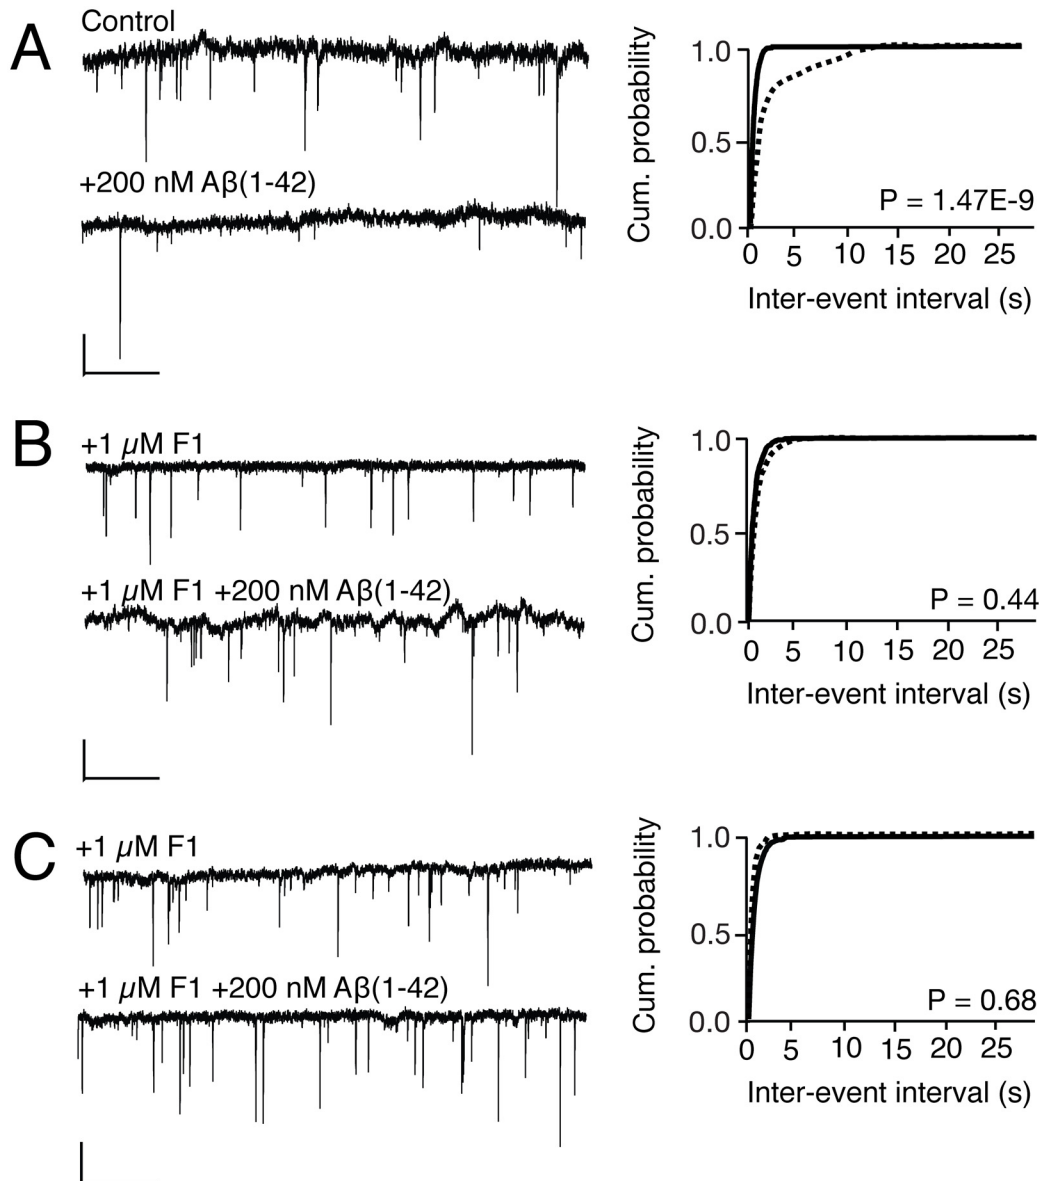 A
Control
+200 nM Aβ(1-42)
Cum. probability
1.0
0.5
0.0
P = 1.47E-9
0 5 10 15 20 25
Inter-event interval (s)
B
+1 µM F1
+1 µM F1 +200 nM Aβ(1-42)
Cum. probability
1.0
0.5
0.0
P = 0.44
0 5 10 15 20 25
Inter-event interval (s)
C
+1 µM F1
+1 µM F1 +200 nM Aβ(1-42)
Cum. probability
1.0
0.5
0.0
P = 0.68
0 5 10 15 20 25
Inter-event interval (s)